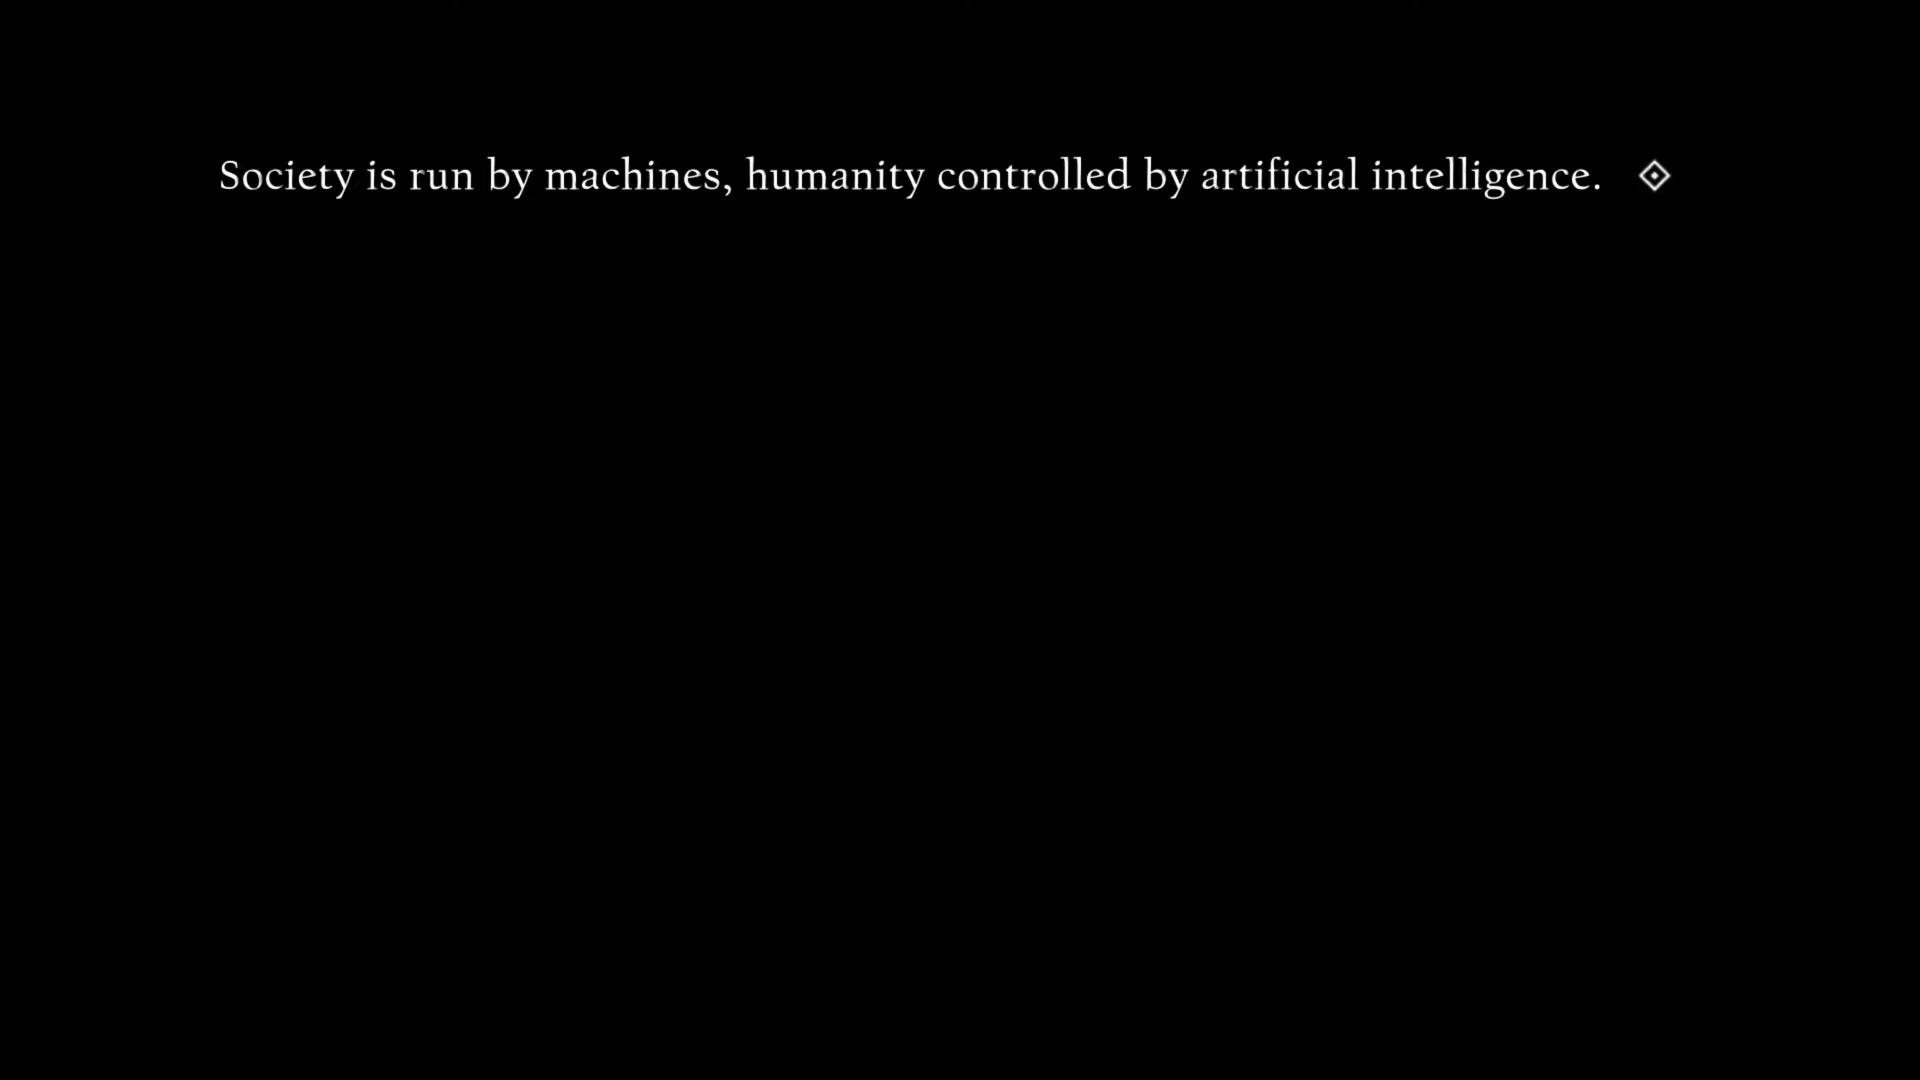 Society is run by machines, humanity controlled by artificial intelligence.